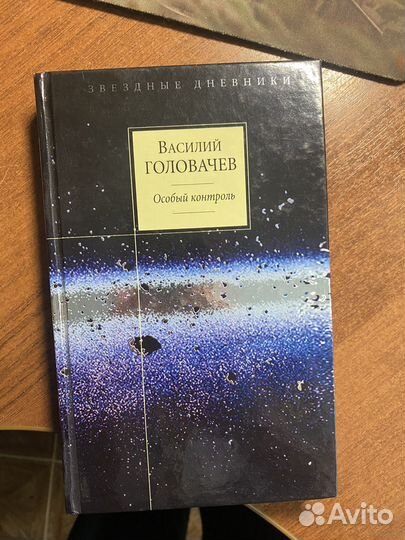 ЗВЕЗДНЫЕ ДНЕВНИКИ
ВАСИЛИЙ
ГОЛОВАЧЕВ
Особый контроль
Avito